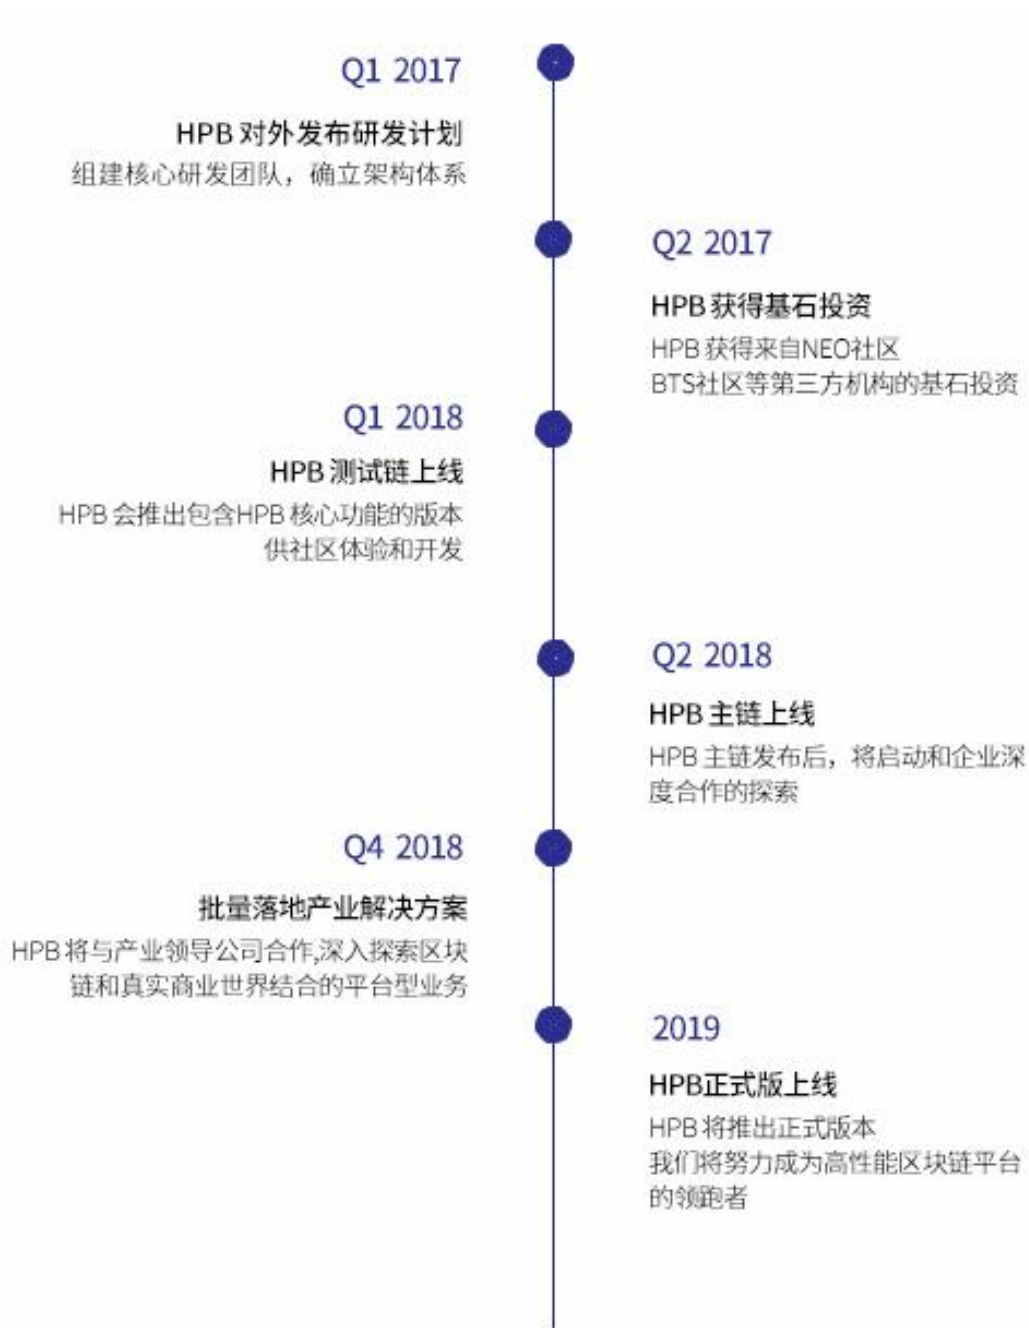 Q1 2017
HPB 对外发布研发计划
组建核心研发团队，确立架构体系
Q2 2017
HPB 获得基石投资
HPB 获得来自NEO社区
BTS社区等第三方机构的基石投资
Q1 2018
HPB 测试链上线
HPB 会推出包含HPB 核心功能的版本
供社区体验和开发
Q2 2018
HPB 主链上线
HPB 主链发布后，将启动和企业深
度合作的探索
Q4 2018
批量落地产业解决方案
HPB 将与产业领导公司合作,深入探索区块
链和真实商业世界结合的平台型业务
2019
HPB正式版上线
HPB 将推出正式版本
我们将努力成为高性能区块链平台
的领跑者